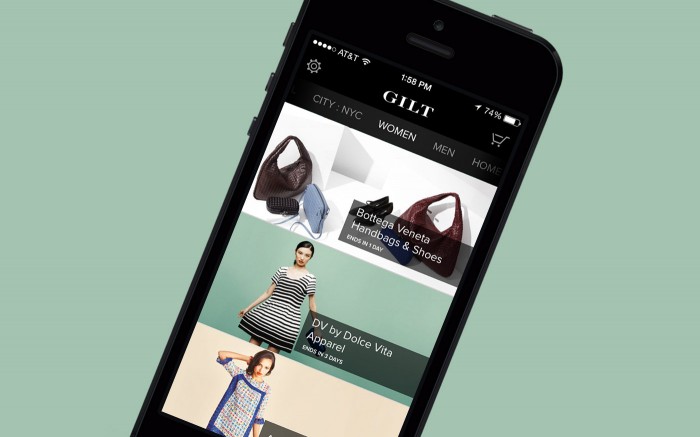 AT&T
1:58 PM
74%
GILT
CITY : NYC
WOMEN
MEN
HOME
Bottega Veneta
Handbags & Shoes
ENDS IN 1 DAY
DV by Dolce Vita
Apparel
ENDS IN 3 DAYS